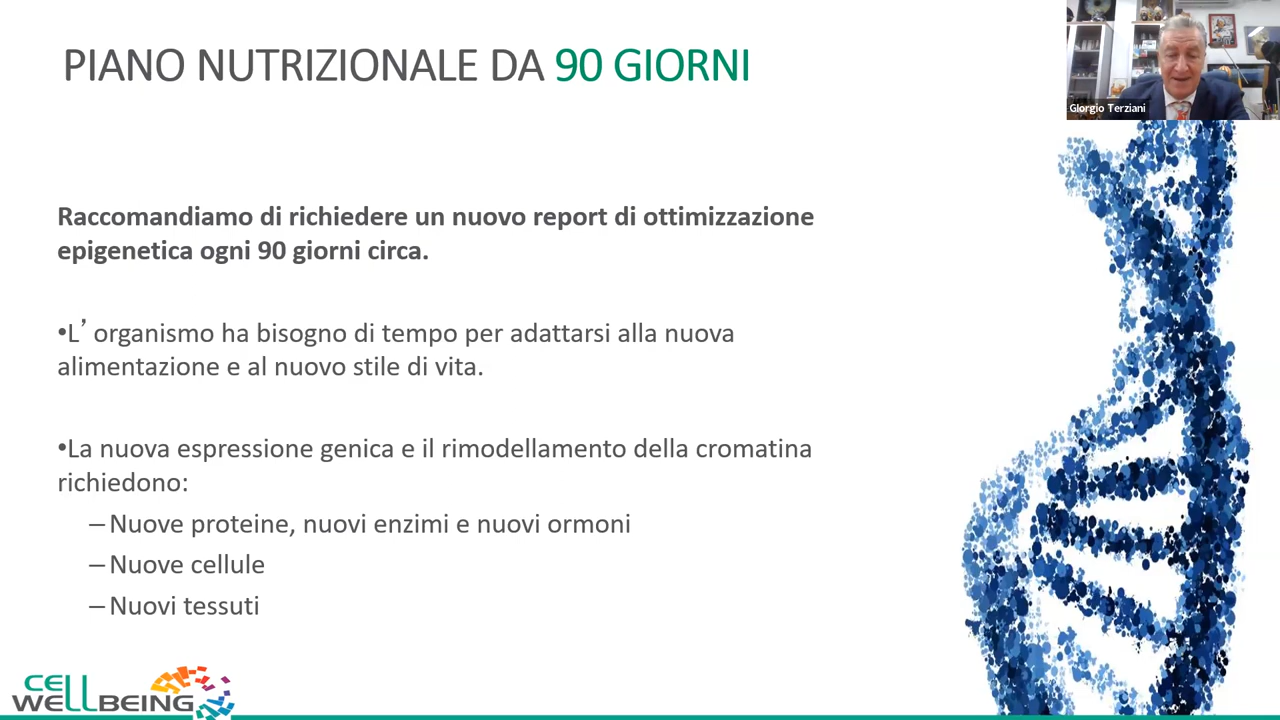 PIANO NUTRIZIONALE DA 90 GIORNI
Giorgio Terziani
Raccomandiamo di richiedere un nuovo report di ottimizzazione
epigenetica ogni 90 giorni circa.
•L’ organismo ha bisogno di tempo per adattarsi alla nuova
alimentazione e al nuovo stile di vita.
•La nuova espressione genica e il rimodellamento della cromatina
richiedono:
– Nuove proteine, nuovi enzimi e nuovi ormoni
– Nuove cellule
– Nuovi tessuti
CELL
WELLBEING